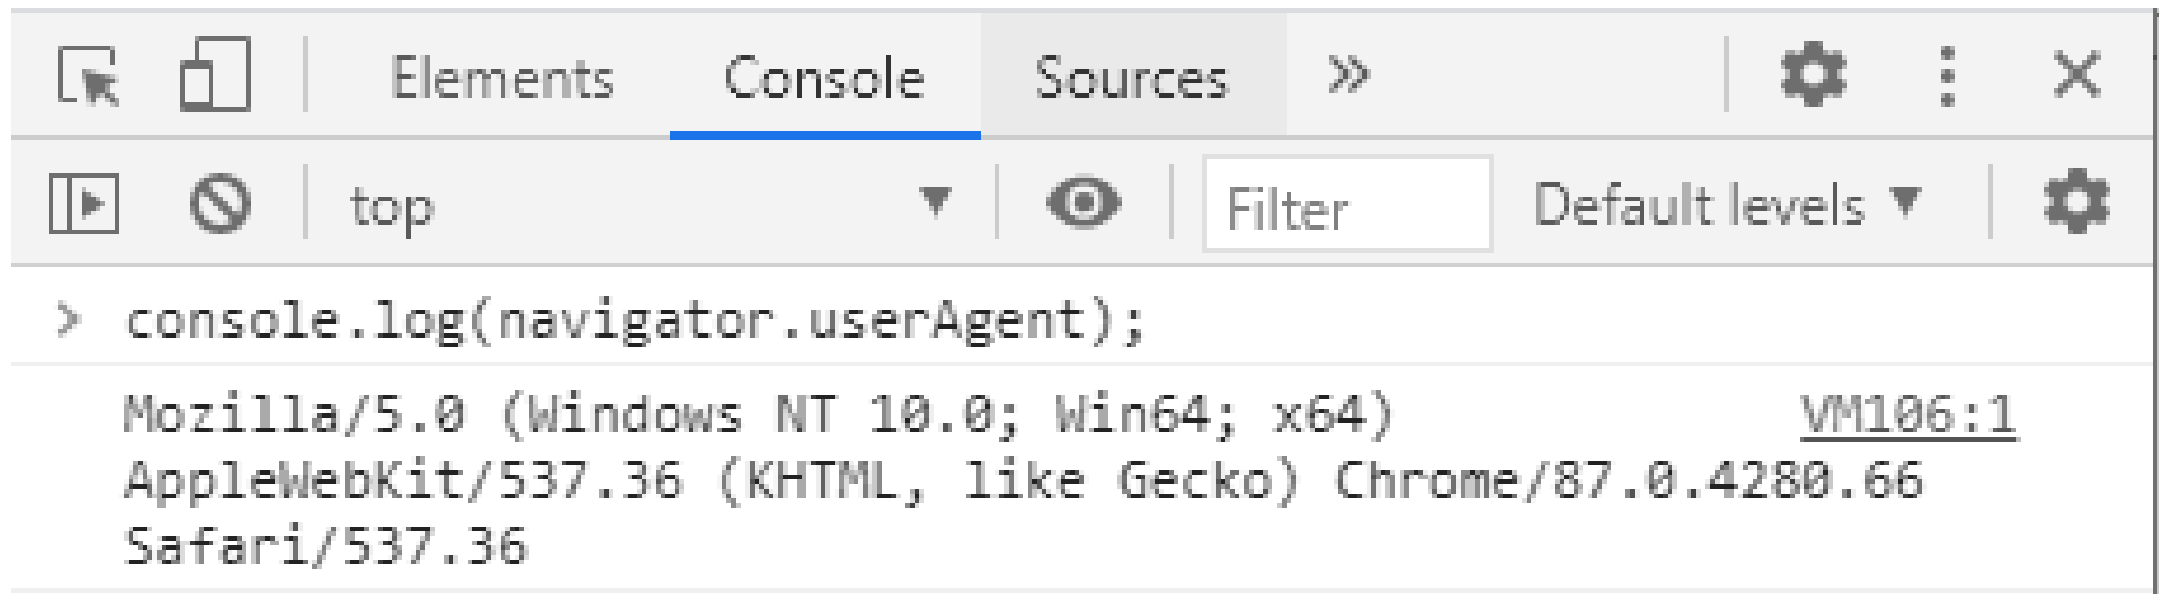 Elements Console Sources »
top Filter Default levels
> console.log(navigator.userAgent);
Mozilla/5.0 (Windows NT 10.0; Win64; x64) VM106:1
AppleWebKit/537.36 (KHTML, like Gecko) Chrome/87.0.4280.66
Safari/537.36